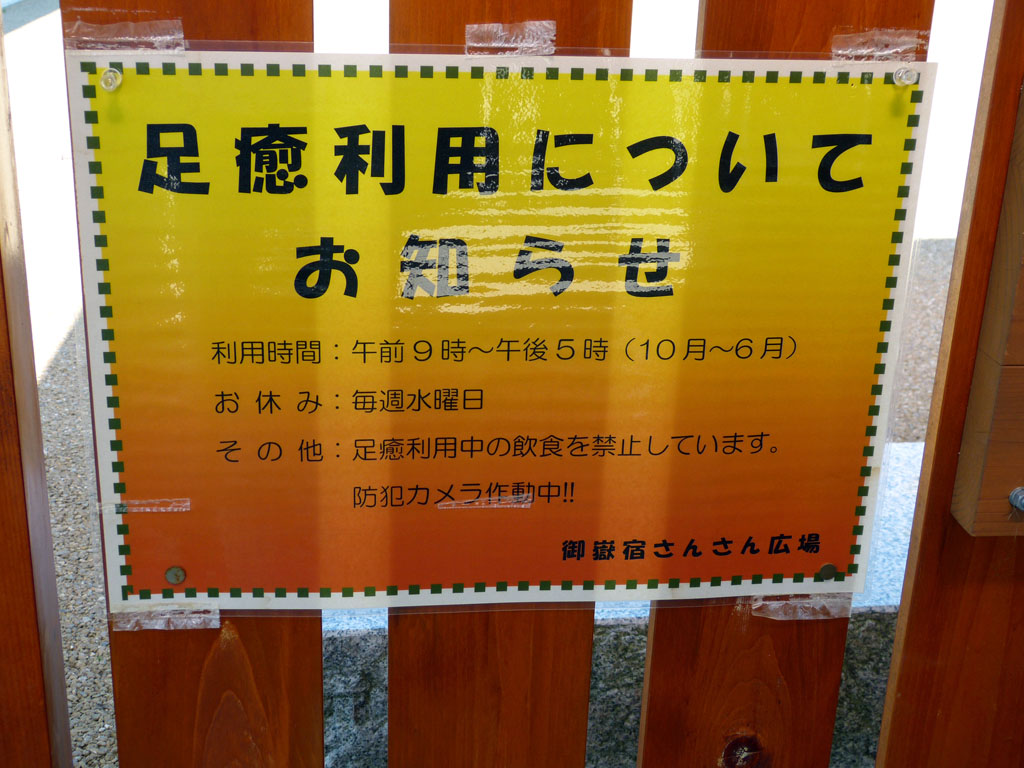 足癒利用について
お知らせ
利用時間：午前9時～午後5時（10月～6月）
お休み：毎週水曜日
その他：足癒利用中の飲食を禁止しています。
防犯カメラ作動中!!
御嶽宿さんさん広場